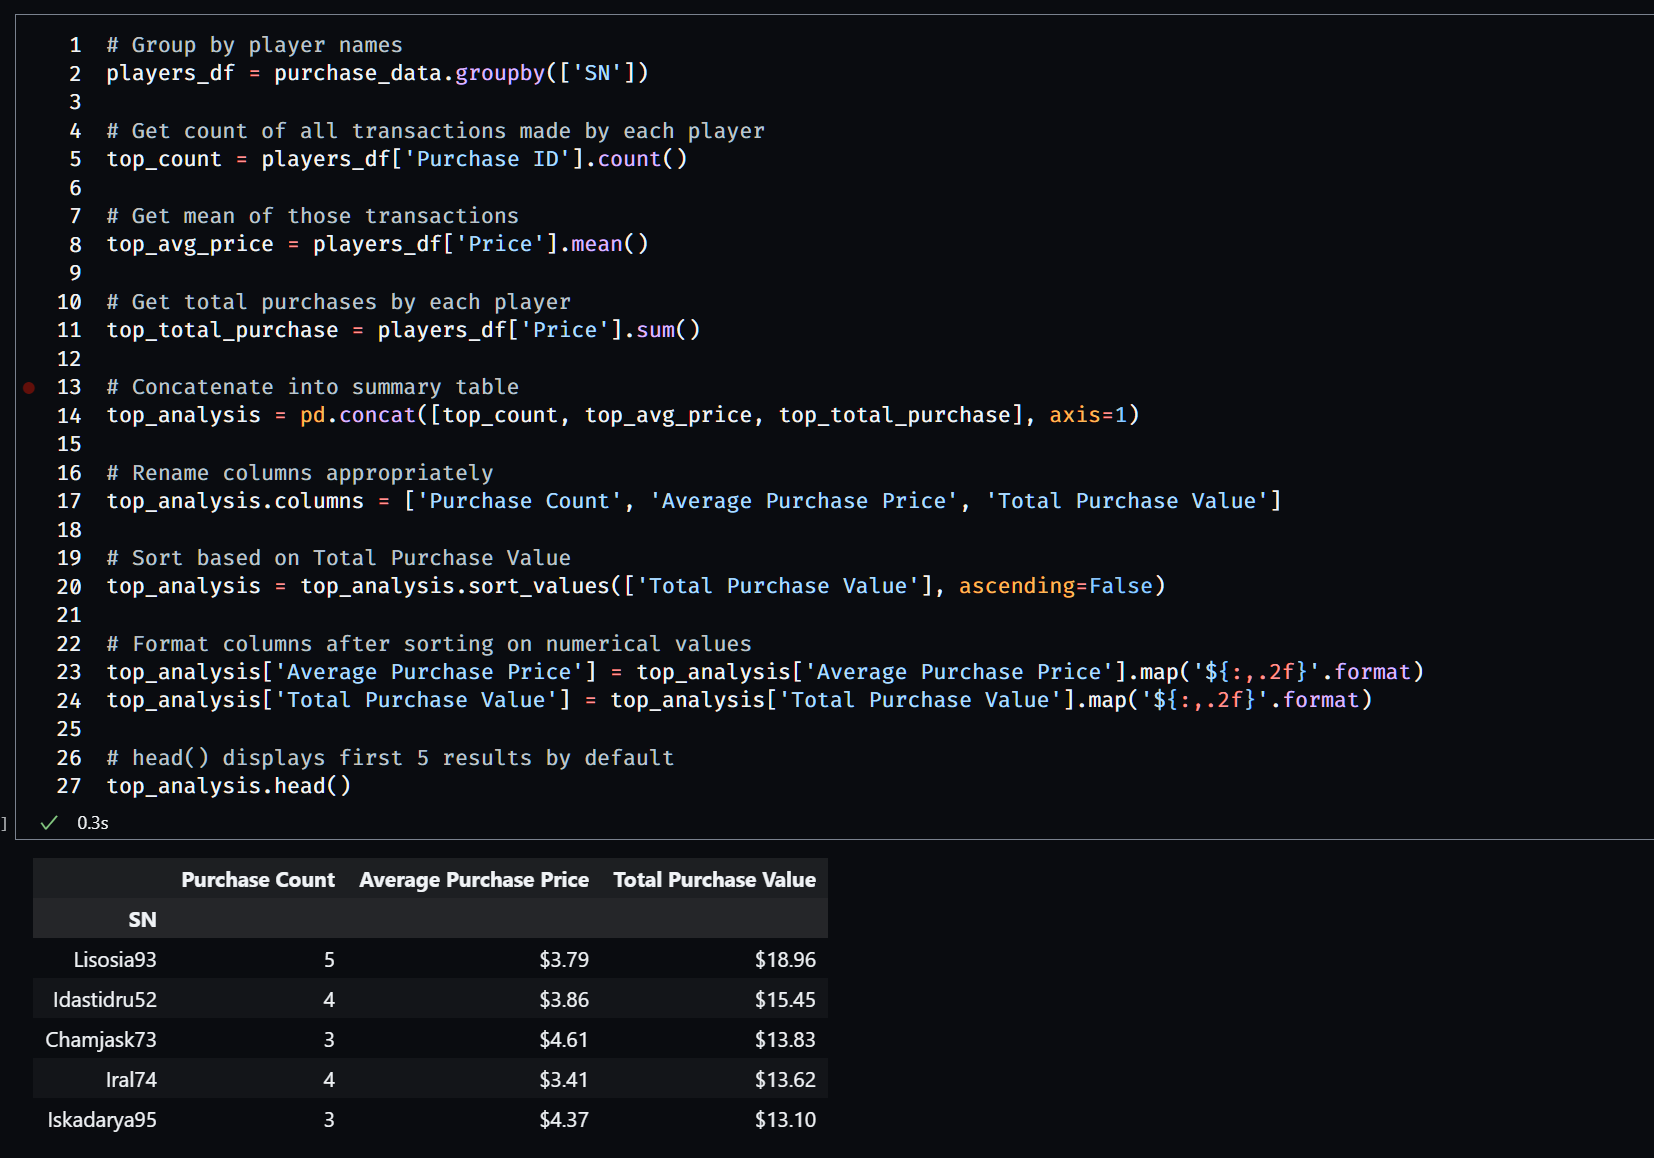 1 # Group by player names
2 players_df = purchase_data.groupby(['SN'])
3
4 # Get count of all transactions made by each player
5 top_count = players_df['Purchase ID'].count()
6
7 # Get mean of those transactions
8 top_avg_price = players_df['Price'].mean()
9
10 # Get total purchases by each player
11 top_total_purchase = players_df['Price'].sum()
12
13 # Concatenate into summary table
14 top_analysis = pd.concat([top_count, top_avg_price, top_total_purchase], axis=1)
15
16 # Rename columns appropriately
17 top_analysis.columns = ['Purchase Count', 'Average Purchase Price', 'Total Purchase Value']
18
19 # Sort based on Total Purchase Value
20 top_analysis = top_analysis.sort_values(['Total Purchase Value'], ascending=False)
21
22 # Format columns after sorting on numerical values
23 top_analysis['Average Purchase Price'] = top_analysis['Average Purchase Price'].map('${:,.2f}'.format)
24 top_analysis['Total Purchase Value'] = top_analysis['Total Purchase Value'].map('${:,.2f}'.format)
25
26 # head() displays first 5 results by default
27 top_analysis.head()
] ✓ 0.3s
Purchase Count Average Purchase Price Total Purchase Value
SN
Lisosia93 5 $3.79 $18.96
Idastidru52 4 $3.86 $15.45
Chamjask73 3 $4.61 $13.83
Iral74 4 $3.41 $13.62
Iskadarya95 3 $4.37 $13.10